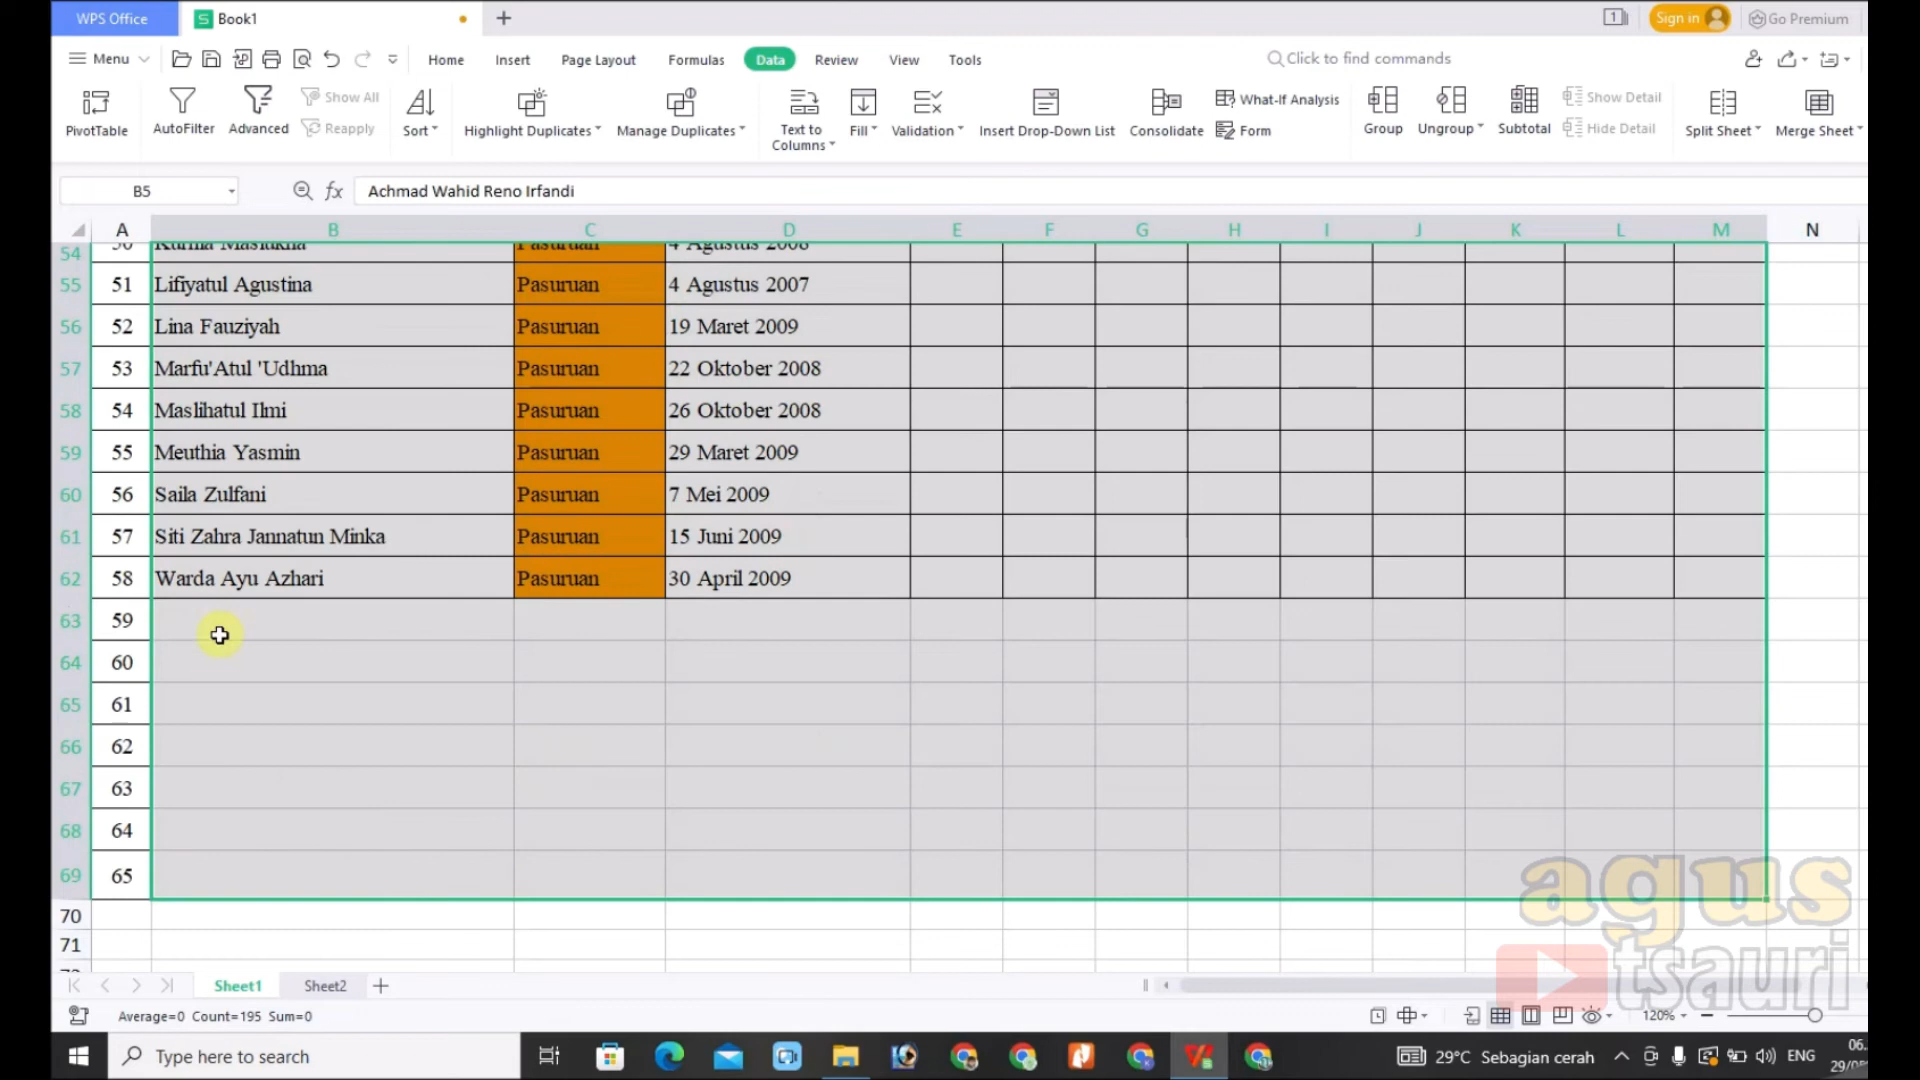 WPS Office Book1 1 Sign in Go Premium
Menu Home Insert Page Layout Formulas Data Review View Tools Click to find commands
PivotTable AutoFilter Advanced Show All Reapply Sort Highlight Duplicates Manage Duplicates Text to Columns Fill Validation Insert Drop-Down List Consolidate What-If Analysis Form Group Ungroup Subtotal Show Detail Hide Detail Split Sheet Merge Sheet
B5 fx Achmad Wahid Reno Irfandi
A B C D E F G H I J K L M N
54
55 51 Lifiyatul Agustina Pasuruan 4 Agustus 2007
56 52 Lina Fauziyah Pasuruan 19 Maret 2009
57 53 Marfu'Atul 'Udhma Pasuruan 22 Oktober 2008
58 54 Maslihatul Ilmi Pasuruan 26 Oktober 2008
59 55 Meuthia Yasmin Pasuruan 29 Maret 2009
60 56 Saila Zulfani Pasuruan 7 Mei 2009
61 57 Siti Zahra Jannatun Minka Pasuruan 15 Juni 2009
62 58 Warda Ayu Azhari Pasuruan 30 April 2009
63 59
64 60
65 61
66 62
67 63
68 64
69 65
70
71
agus
tsauri
Sheet1 Sheet2
Average=0 Count=195 Sum=0 120%
Type here to search 29°C Sebagian cerah ENG